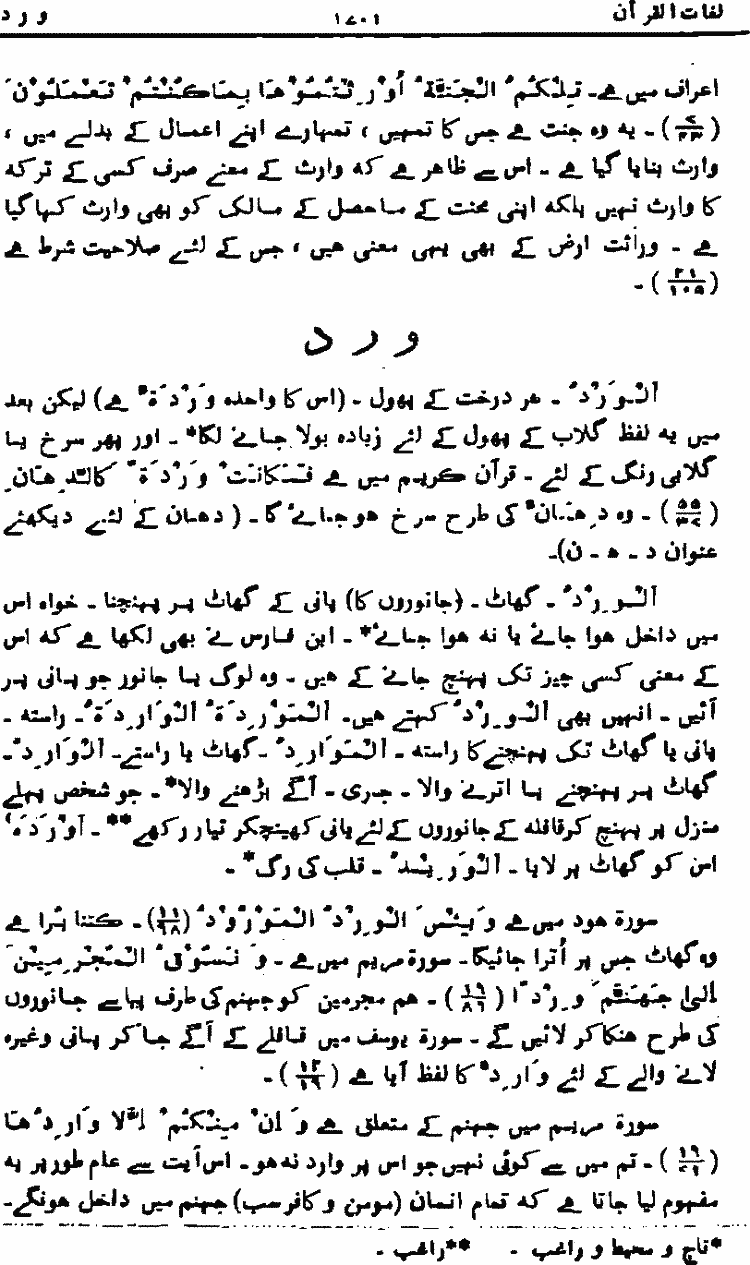 لغات القرآن ۱۷۰۱ و ر د
اعراف میں ہے۔ تِلْکُمُ الْجَنَّةُ اُوْرِثْتُمُوْهَا بِمَا کُنْتُمْ تَعْمَلُوْنَ
(۷/۴۳)۔ یہ وہ جنت ہے جس کا تمہیں ، تمہارے اپنے اعمال کے بدلے میں ،
وارث بنایا گیا ہے ۔ اس سے ظاہر ہے کہ وارث کے معنے صرف کسی کے ترکہ
کا وارث نہیں بلکہ اپنی محنت کے ماحصل کے مالک کو بھی وارث کہا گیا
ہے ۔ وراثت ارض کے بھی یہی معنی ہیں ، جس کے لئے صلاحیت شرط ہے
(۲۱/۱۰۵)۔
و ر د
اَلْوَرْدُ ۔ ہر درخت کے پھول ۔ (اس کا واحدہ وَرْدَةٌ ہے) لیکن بعد
میں یہ لفظ گلاب کے پھول کے لئے زیادہ بولا جانے لگا*۔ اور پھر سرخ یا
گلابی رنگ کے لئے ۔ قرآن کریم میں ہے فَکَانَتْ وَرْدَةً کَالدِّهَانِ
(۵۵/۳۷)۔ وہ دِهَانٌ کی طرح سرخ ہو جائے گا ۔ (دھان کے لئے دیکھئے
عنوان د ۔ ہ ۔ ن)۔
اَلْوِرْدُ ۔ گھاٹ ۔ (جانوروں کا) پانی کے گھاٹ پر پہنچنا ۔ خواہ اس
میں داخل ہوا جائے یا نہ ہوا جائے*۔ ابن فارس نے بھی لکھا ہے کہ اس
کے معنی کسی چیز تک پہنچ جانے کے ہیں ۔ وہ لوگ یا جانور جو پانی پر
آئیں ۔ انہیں بھی اَلْوِرْدُ کہتے ہیں۔ اَلْمَوْرِدَةُ اَلْوَارِدَةُ۔ راستہ ۔
پانی یا گھاٹ تک پہنچنے کا راستہ ۔ اَلْمَوَارِدُ ۔ گھاٹ یا راستے۔ اَلْوَارِدُ۔
گھاٹ پر پہنچنے یا اترنے والا ۔ جری ۔ آگے بڑھنے والا*۔ جو شخص پہلے
منزل پر پہنچ کر قافلہ کے جانوروں کے لئے پانی کھینچکر تیار رکھے**۔ اَوْرَدَهٗ
اس کو گھاٹ پر لایا ۔ اَلْوَرِیْدُ ۔ قلب کی رگ*۔
سورۃ ہود میں ہے وَ بِئْسَ الْوِرْدُ الْمَوْرُوْدُ (۱۱/۹۸)۔ کتنا بُرا ہے
وہ گھاٹ جس پر اُترا جائیگا۔ سورۃ مریم میں ہے۔ وَ نَسُوْقُ الْمُجْرِمِیْنَ
اِلیٰ جَهَنَّمَ وِرْدًا (۱۹/۸۶)۔ ہم مجرمین کو جہنم کی طرف پیاسے جانوروں
کی طرح ہنکا کر لائیں گے ۔ سورۃ یوسف میں قافلے کے آگے جا کر پانی وغیرہ
لانے والے کے لئے وَارِدٌ کا لفظ آیا ہے (۱۲/۱۹)۔
سورۃ مریم میں جہنم کے متعلق ہے وَ اِنْ مِنْکُمْ اِلَّا وَارِدُهَا
(۱۹/۷۱)۔ تم میں سے کوئی نہیں جو اس پر وارد نہ ہو ۔ اس آیت سے عام طور پر یہ
مفہوم لیا جاتا ہے کہ تمام انسان (مومن و کافر سب) جہنم میں داخل ہونگے۔
*تاج و محیط و راغب ۔ **راغب ۔